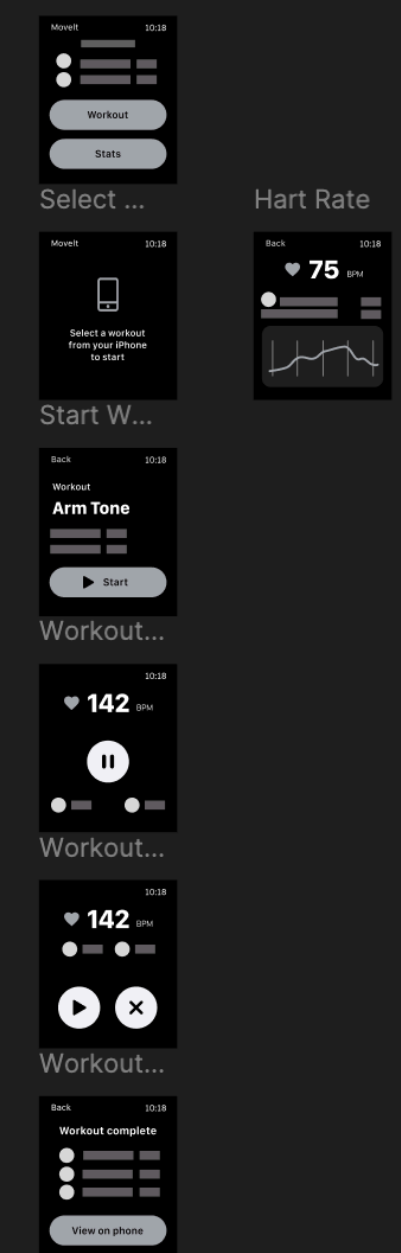 MoveIt 10:18
Workout
Stats
Select ...
Hart Rate
MoveIt 10:18
Select a workout
from your iPhone
to start
Back 10:18
75 BPM
Start W...
Back 10:18
Workout
Arm Tone
Start
Workout...
10:18
142 BPM
Workout...
10:18
142 BPM
Workout...
Back 10:18
Workout complete
View on phone